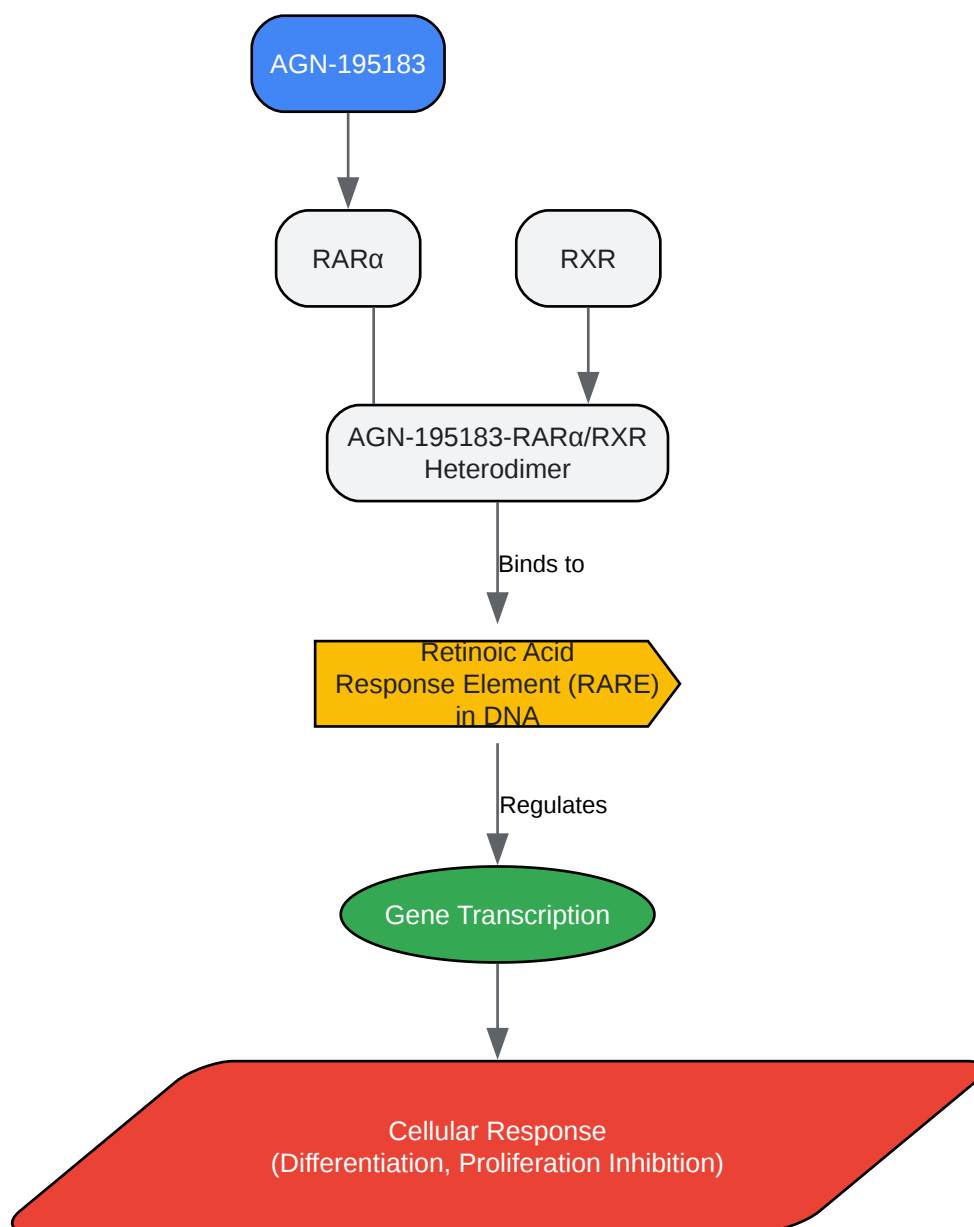 AGN-195183
RARα
RXR
AGN-195183-RARα/RXR
Heterodimer
Binds to
Retinoic Acid
Response Element (RARE)
in DNA
Regulates
Gene Transcription
Cellular Response
(Differentiation, Proliferation Inhibition)